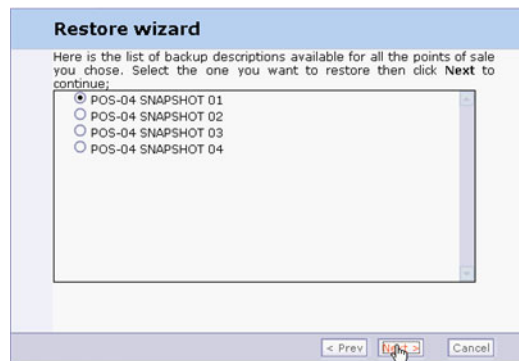 Restore wizard
Here is the list of backup descriptions available for all the points of sale
you chose. Select the one you want to restore then click Next to
continue;
POS-04 SNAPSHOT 01
POS-04 SNAPSHOT 02
POS-04 SNAPSHOT 03
POS-04 SNAPSHOT 04
< Prev Next > Cancel